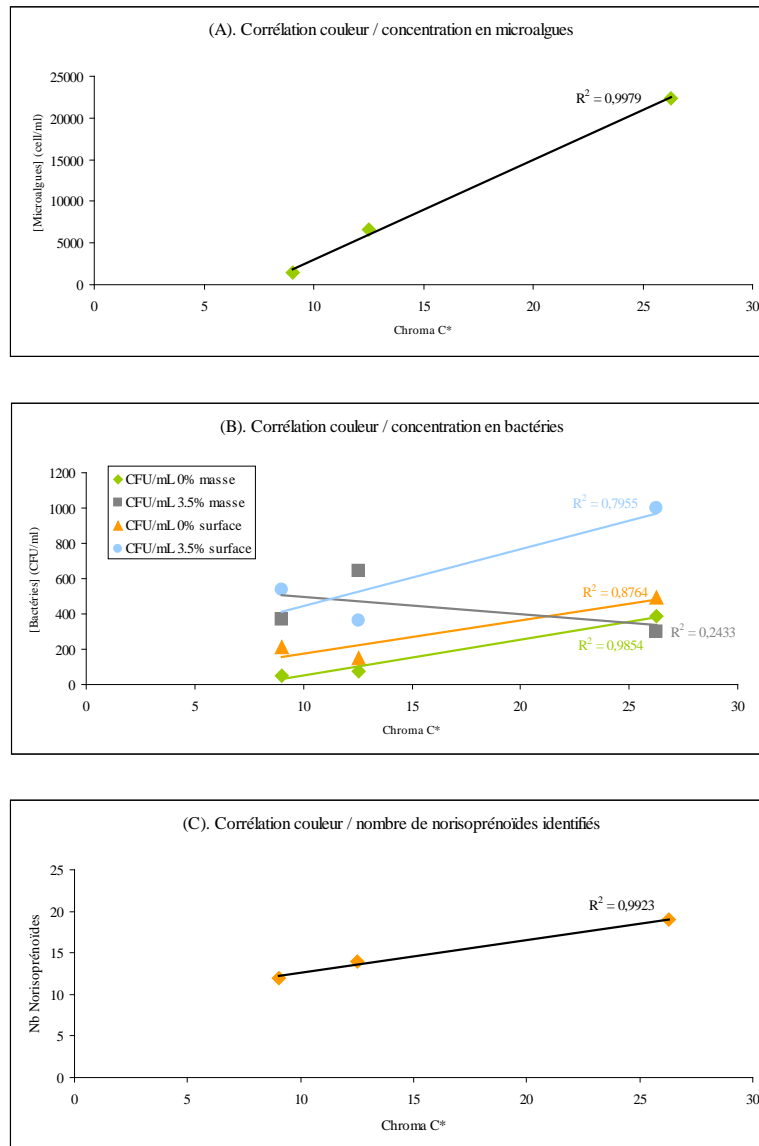 (A). Corrélation couleur / concentration en microalgues
25000
20000
15000
10000
5000
0
[Microalgues] (cell/ml)
R² = 0,9979
0 5 10 15 20 25 30
Chroma C*
(B). Corrélation couleur / concentration en bactéries
1200
1000
800
600
400
200
0
[Bactéries] (CFU/ml)
CFU/mL 0% masse
CFU/mL 3.5% masse
CFU/mL 0% surface
CFU/mL 3.5% surface
R² = 0,7955
R² = 0,8764
R² = 0,2433
R² = 0,9854
0 5 10 15 20 25 30
Chroma C*
(C). Corrélation couleur / nombre de norisoprénoïdes identifiés
25
20
15
10
5
0
Nb Norisoprénoïdes
R² = 0,9923
0 5 10 15 20 25 30
Chroma C*